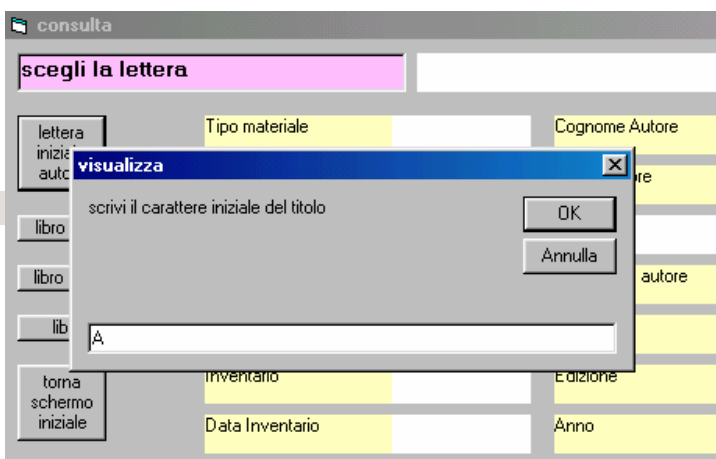 consulta
scegli la lettera
lettera
autore
Tipo materiale
Cognome Autore
visualizza
scrivi il carattere iniziale del titolo
OK
Annulla
libro
libro
autore
A
Inventario
Edizione
torna
schermo
iniziale
Data Inventario
Anno